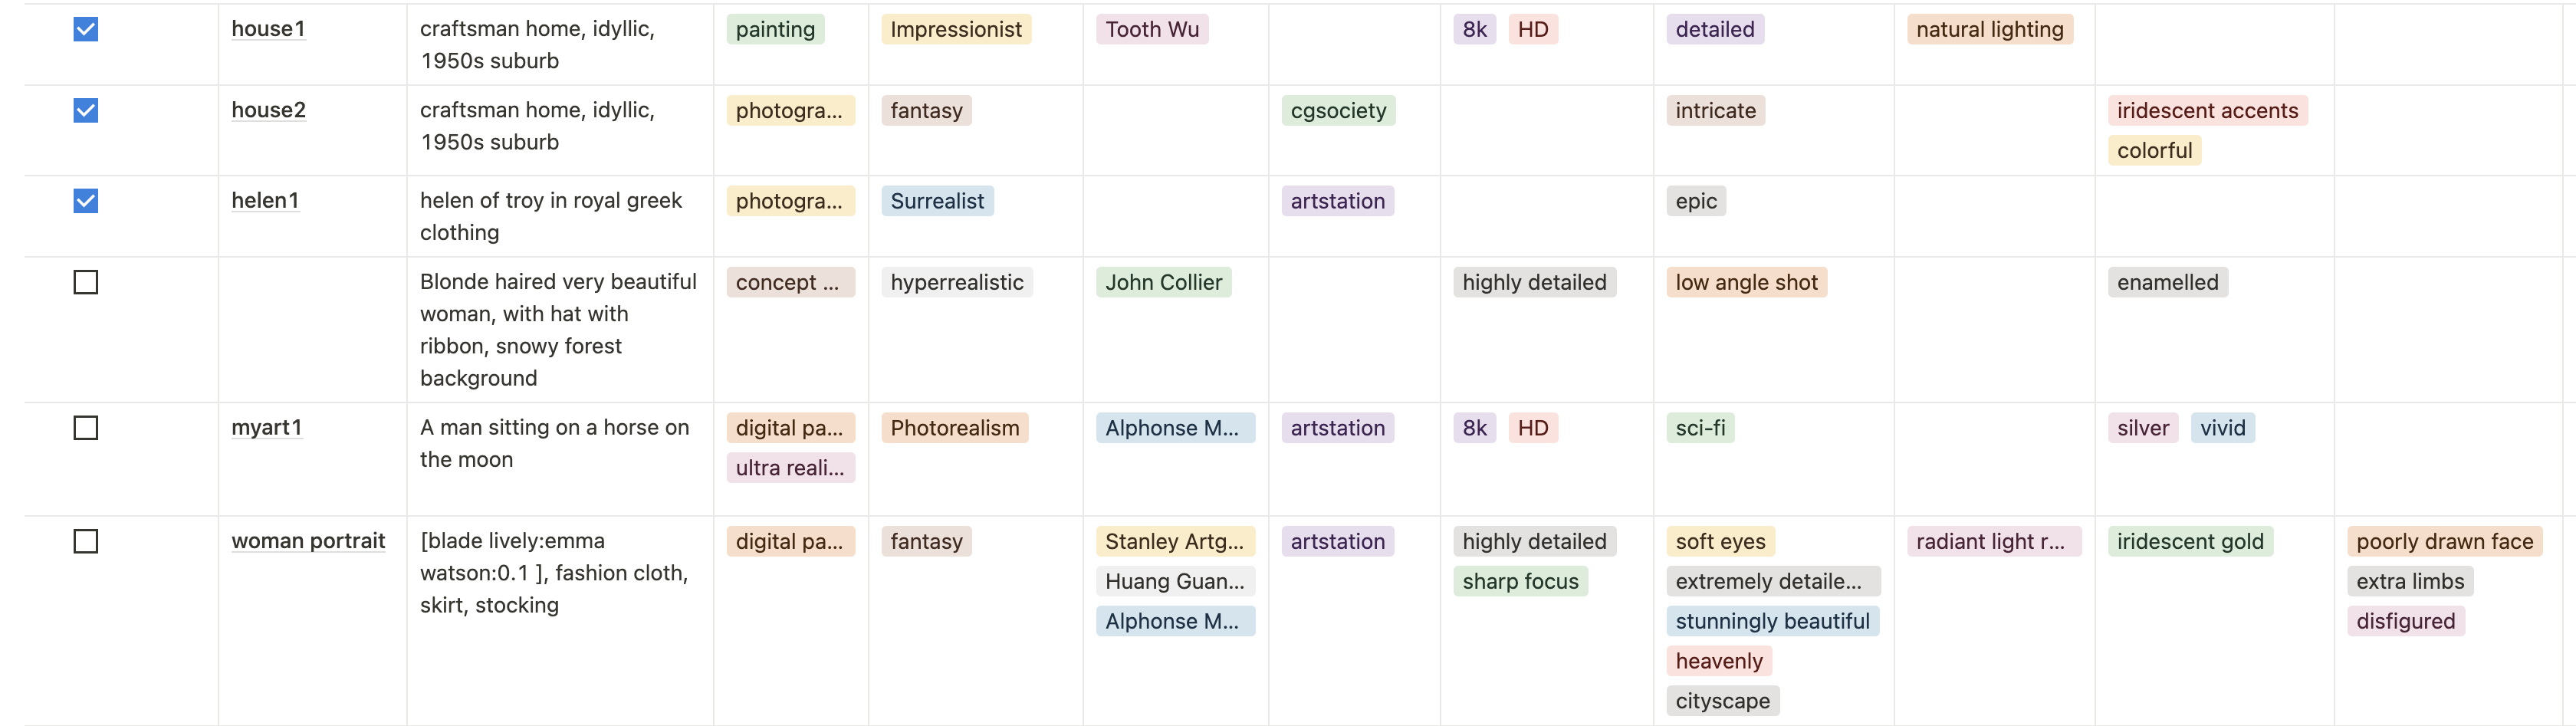 house1
craftsman home, idyllic,
1950s suburb
painting
Impressionist
Tooth Wu
8k HD
detailed
natural lighting
house2
craftsman home, idyllic,
1950s suburb
photogra...
fantasy
cgsociety
intricate
iridescent accents
colorful
helen1
helen of troy in royal greek
clothing
photogra...
Surrealist
artstation
epic
Blonde haired very beautiful
woman, with hat with
ribbon, snowy forest
background
concept ...
hyperrealistic
John Collier
highly detailed
low angle shot
enamelled
myart1
A man sitting on a horse on
the moon
digital pa...
ultra reali...
Photorealism
Alphonse M...
artstation
8k HD
sci-fi
silver vivid
woman portrait
[blade lively:emma
watson:0.1 ], fashion cloth,
skirt, stocking
digital pa...
fantasy
Stanley Artg...
Huang Guan...
Alphonse M...
artstation
highly detailed
sharp focus
soft eyes
extremely detaile...
stunningly beautiful
heavenly
cityscape
radiant light r...
iridescent gold
poorly drawn face
extra limbs
disfigured